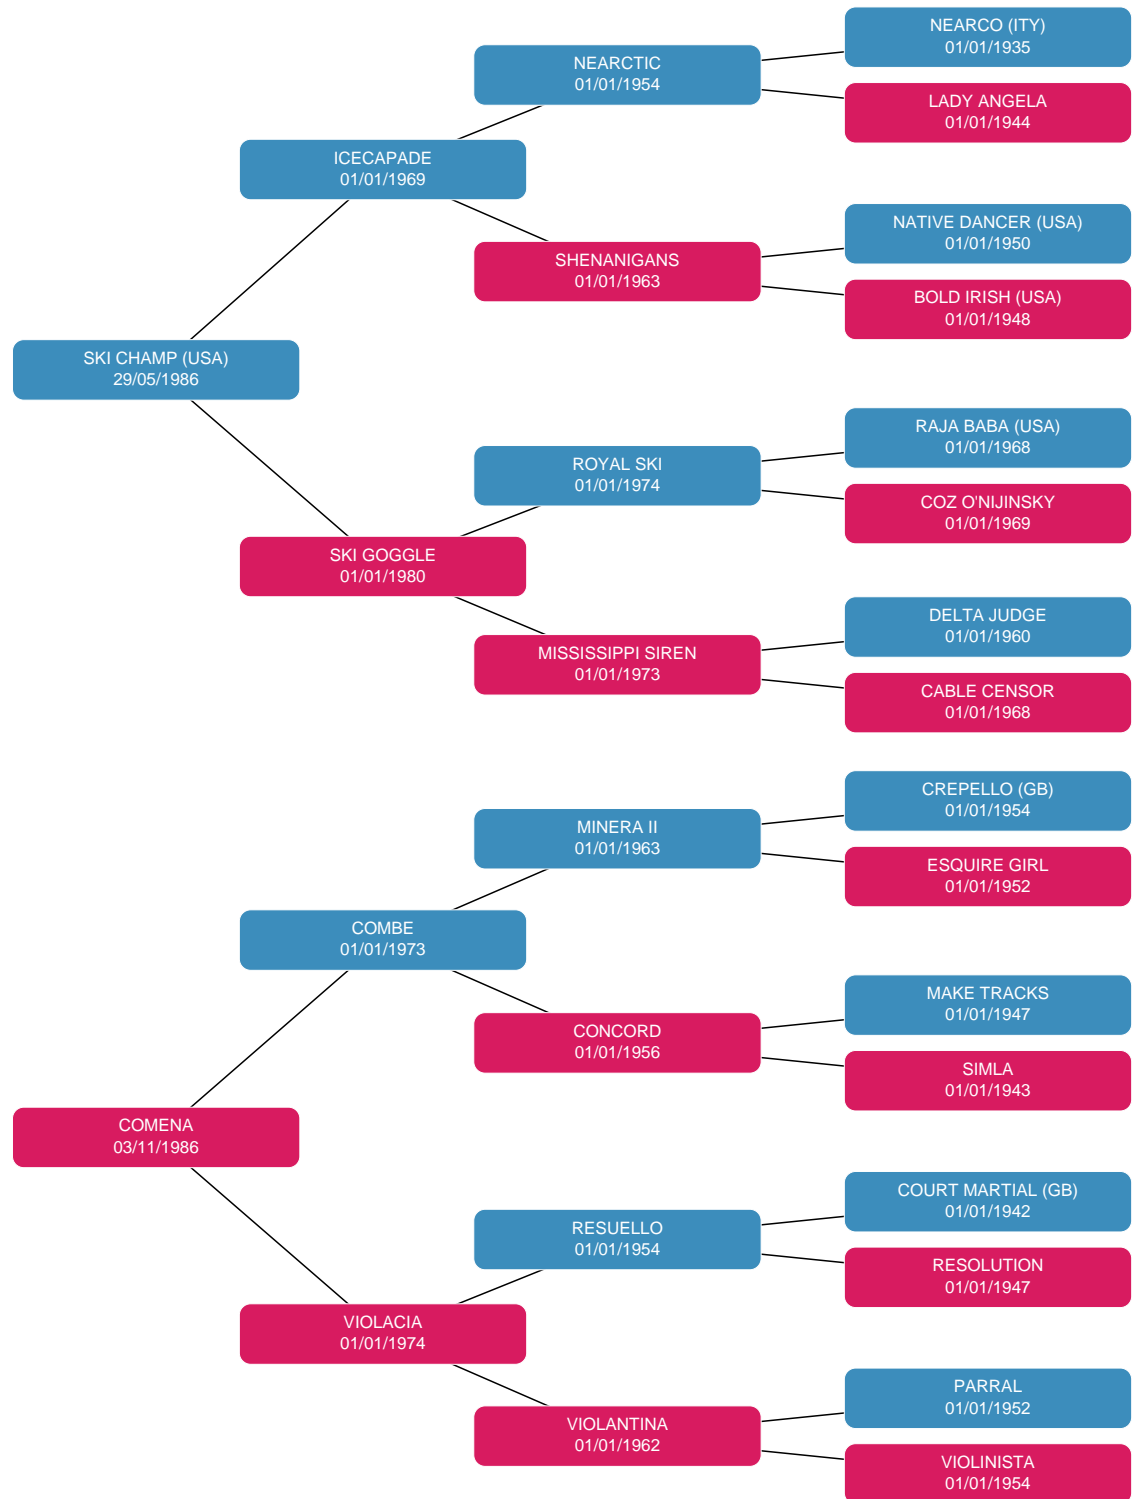 NEARCO (ITY)
01/01/1935
NEARCTIC
01/01/1954
LADY ANGELA
01/01/1944
ICECAPADE
01/01/1969
NATIVE DANCER (USA)
01/01/1950
SHENANIGANS
01/01/1963
BOLD IRISH (USA)
01/01/1948
SKI CHAMP (USA)
29/05/1986
RAJA BABA (USA)
01/01/1968
ROYAL SKI
01/01/1974
COZ O'NIJINSKY
01/01/1969
SKI GOGGLE
01/01/1980
DELTA JUDGE
01/01/1960
MISSISSIPPI SIREN
01/01/1973
CABLE CENSOR
01/01/1968
CREPELLO (GB)
01/01/1954
MINERA II
01/01/1963
ESQUIRE GIRL
01/01/1952
COMBE
01/01/1973
MAKE TRACKS
01/01/1947
CONCORD
01/01/1956
SIMLA
01/01/1943
COMENA
03/11/1986
COURT MARTIAL (GB)
01/01/1942
RESUELLO
01/01/1954
RESOLUTION
01/01/1947
VIOLACIA
01/01/1974
PARRAL
01/01/1952
VIOLANTINA
01/01/1962
VIOLINISTA
01/01/1954